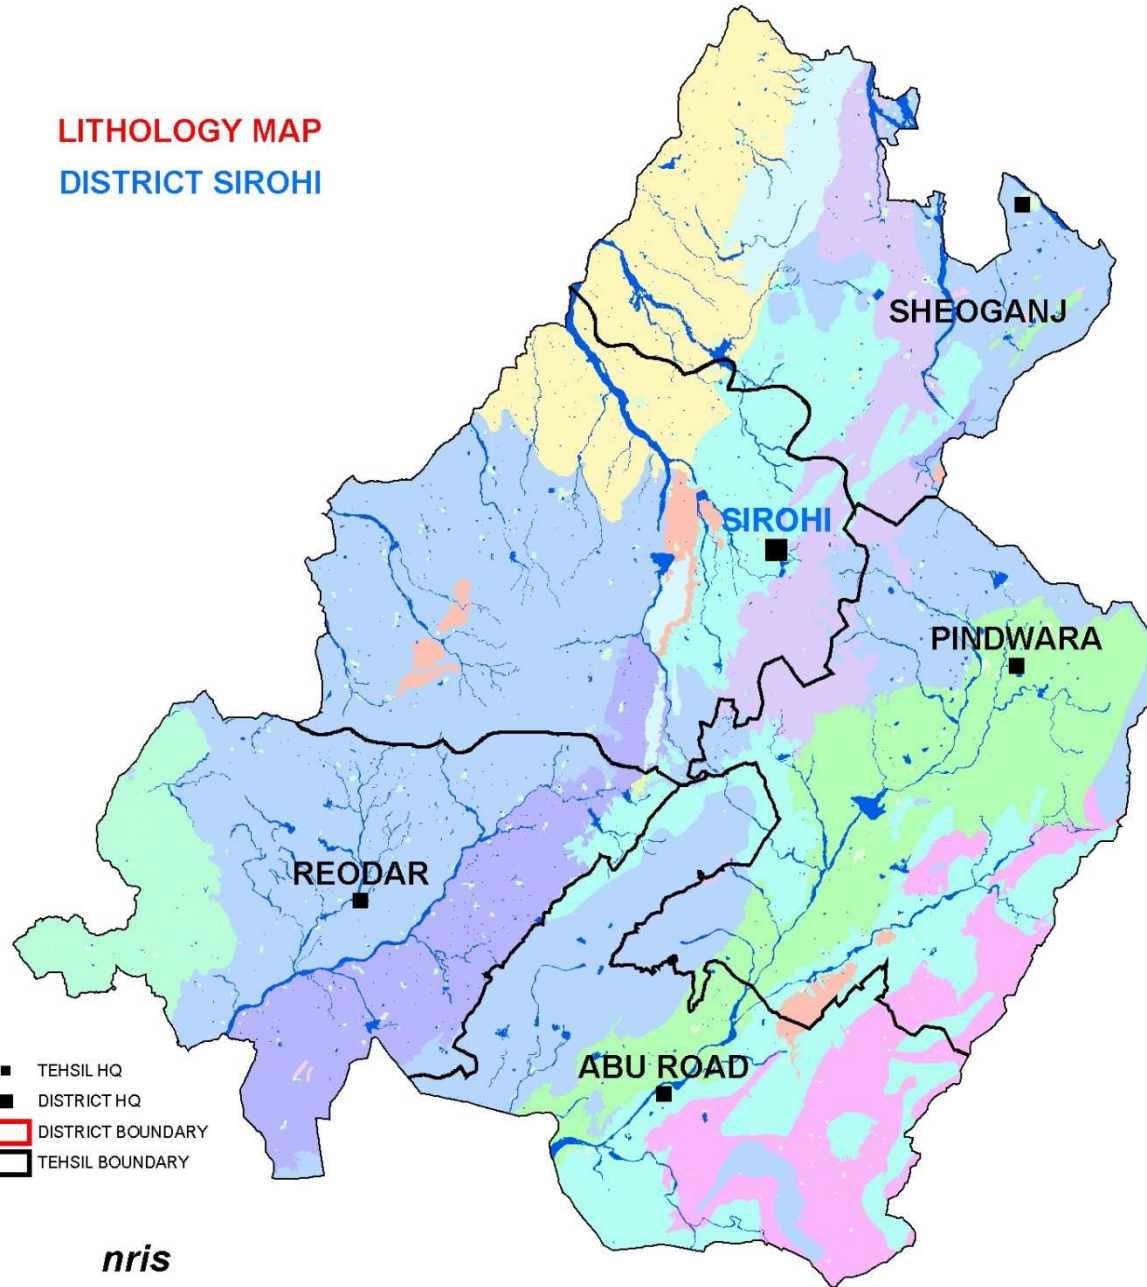 LITHOLOGY MAP
DISTRICT SIROHI
SHEOGANJ
SIROHI
PINDWARA
REODAR
ABU ROAD
TEHSIL HQ
DISTRICT HQ
DISTRICT BOUNDARY
TEHSIL BOUNDARY
nris